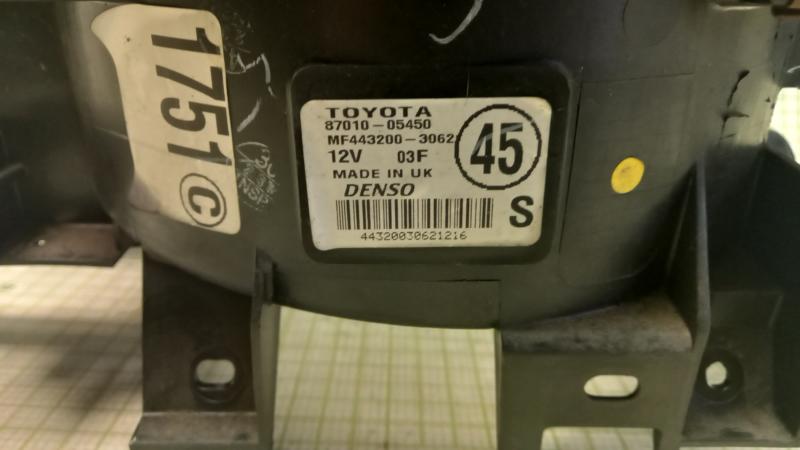 1751 C
TOYOTA
87010-05450
MF443200-3062
12V 03F
45
MADE IN UK
DENSO
S
44320030621216